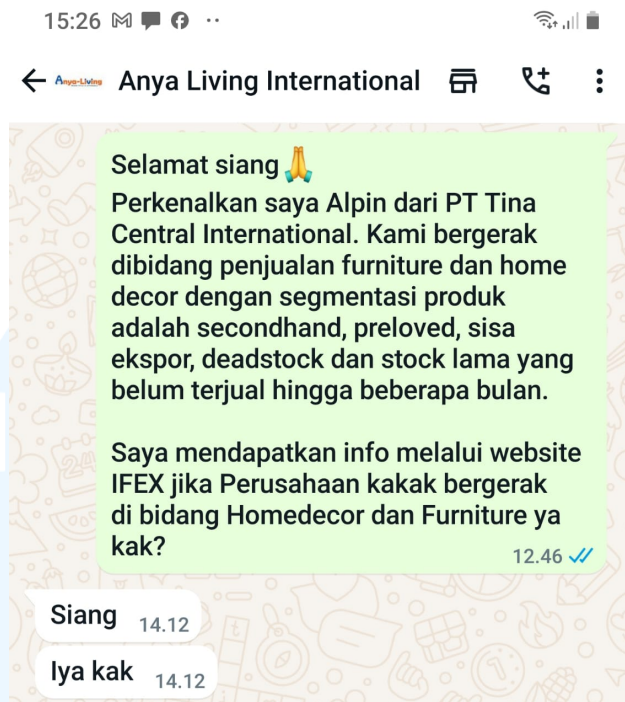 15:26
Anya-Living Anya Living International
Selamat siang🙏
Perkenalkan saya Alpin dari PT Tina
Central International. Kami bergerak
dibidang penjualan furniture dan home
decor dengan segmentasi produk
adalah secondhand, preloved, sisa
ekspor, deadstock dan stock lama yang
belum terjual hingga beberapa bulan.
Saya mendapatkan info melalui website
IFEX jika Perusahaan kakak bergerak
di bidang Homedecor dan Furniture ya
kak?
12.46
Siang 14.12
Iya kak 14.12